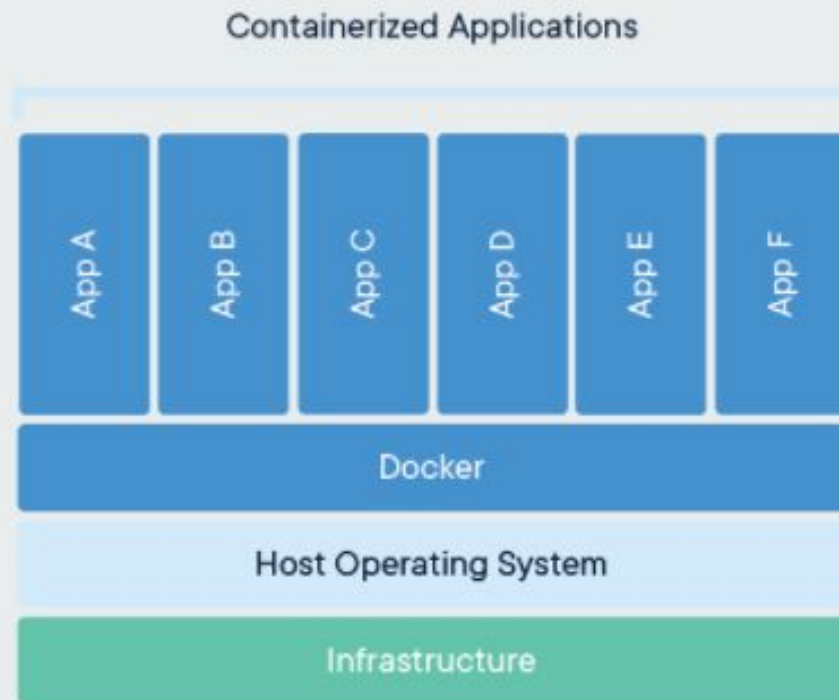 Containerized Applications
App A
App B
App C
App D
App E
App F
Docker
Host Operating System
Infrastructure